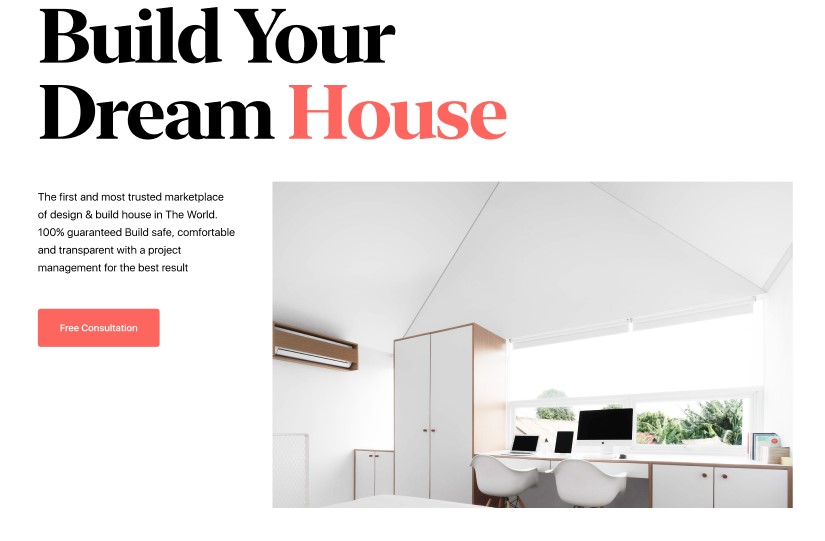 Build Your
Dream House
The first and most trusted marketplace
of design & build house in The World.
100% guaranteed Build safe, comfortable
and transparent with a project
management for the best result
Free Consultation